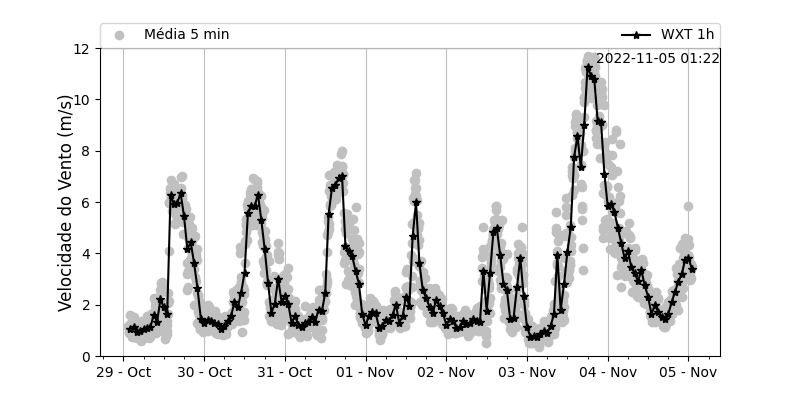 Média 5 min
WXT 1h
2022-11-05 01:22
Velocidade do Vento (m/s)
12
10
8
6
4
2
0
29 - Oct
30 - Oct
31 - Oct
01 - Nov
02 - Nov
03 - Nov
04 - Nov
05 - Nov